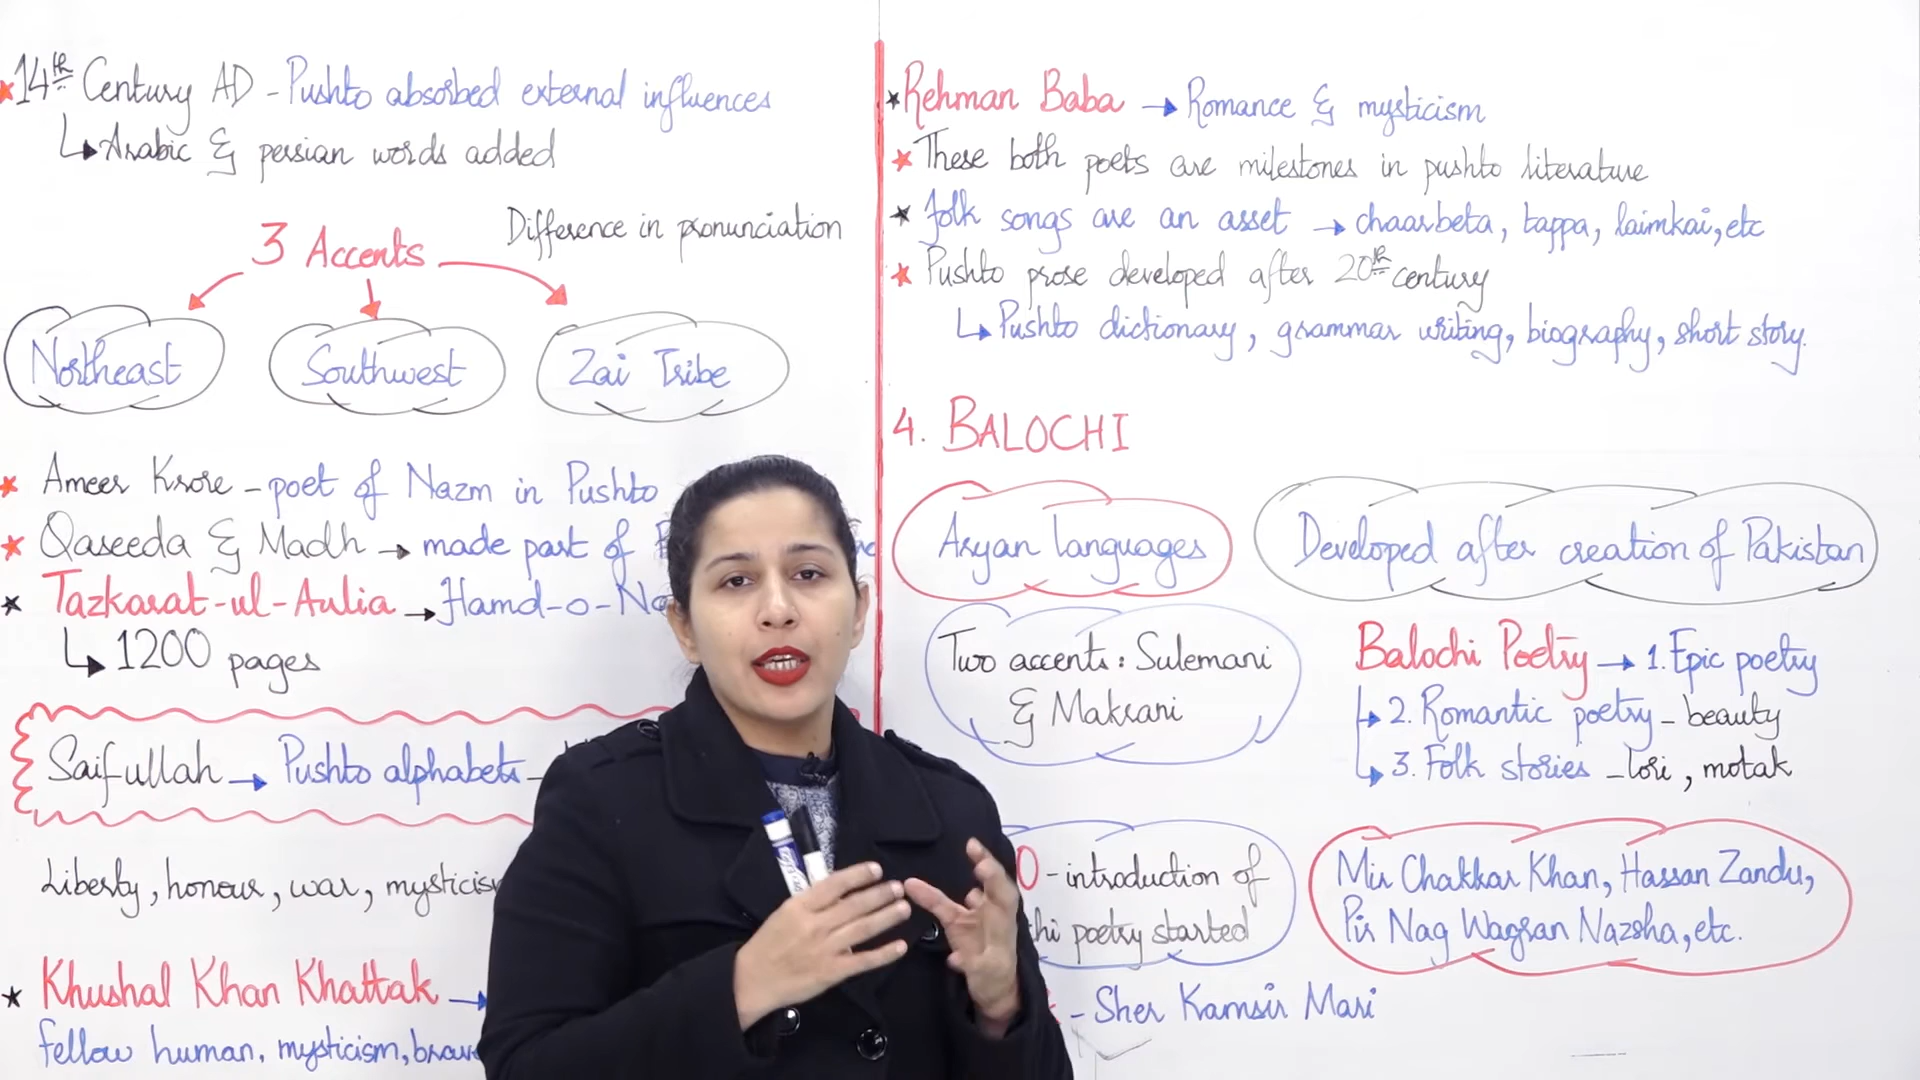 ★14th Century AD - Pushto absorbed external influences
↳ Arabic & persian words added
3 Accents
Difference in pronunciation
Northeast
Southwest
Zai Tribe
★ Ameer Krore - poet of Nazm in Pushto
★ Qaseeda & Madh → made part of
★ Tazkarat-ul-Aulia → Hamd-o-
↳ 1200 pages
Saifullah → Pushto alphabets -
Liberty, honour, war,
★ Khushal Khan Khattak →
fellow human, mysticism,
★Rehman Baba → Romance & mysticism
★ These both poets are milestones in pushto literature
★ folk songs are an asset → chaarbeta, tappa, laimkai, etc
★ Pushto prose developed after 20th century
↳ Pushto dictionary, grammar writing, biography, short story.
4. BALOCHI
Aryan languages
Developed after creation of Pakistan
Two accents: Sulemani
& Makrani
Balochi Poetry → 1. Epic poetry
→ 2. Romantic poetry - beauty
→ 3. Folk stories - lori, motak
- introduction of
poetry started
Mir Chakkar Khan, Hassan Zandu,
Pir Nag Wagran Nazsha, etc.
- Sher Kamsir Mari